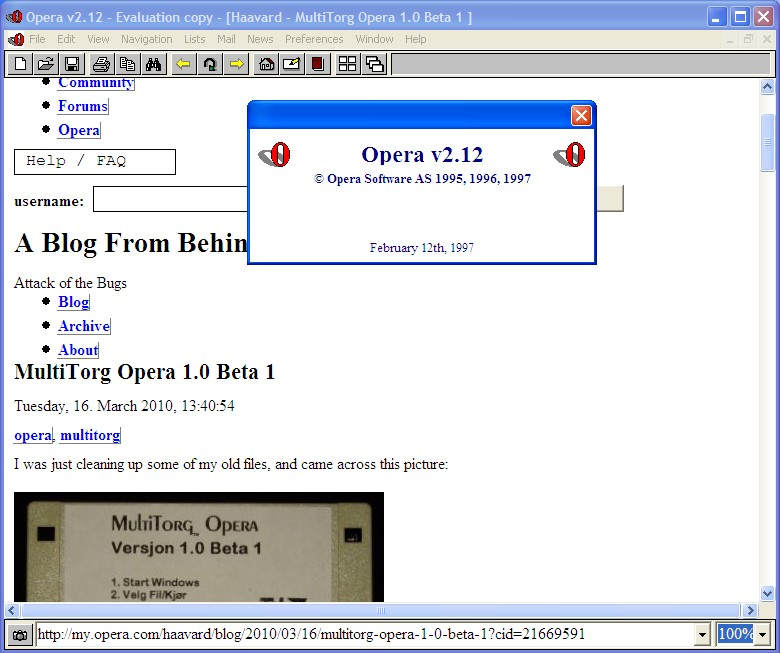 Opera v2.12 - Evaluation copy - [Haavard - MultiTorg Opera 1.0 Beta 1 ]
File Edit View Navigation Lists Mail News Preferences Window Help
Community
Forums
Opera
Help / FAQ
username:
Opera v2.12
© Opera Software AS 1995, 1996, 1997
February 12th, 1997
A Blog From Behin
Attack of the Bugs
Blog
Archive
About
MultiTorg Opera 1.0 Beta 1
Tuesday, 16. March 2010, 13:40:54
opera, multitorg
I was just cleaning up some of my old files, and came across this picture:
MultiTorg Opera
Versjon 1.0 Beta 1
1. Start Windows
2. Velg Fil/Kjør
http://my.opera.com/haavard/blog/2010/03/16/multitorg-opera-1-0-beta-1?cid=21669591
100%